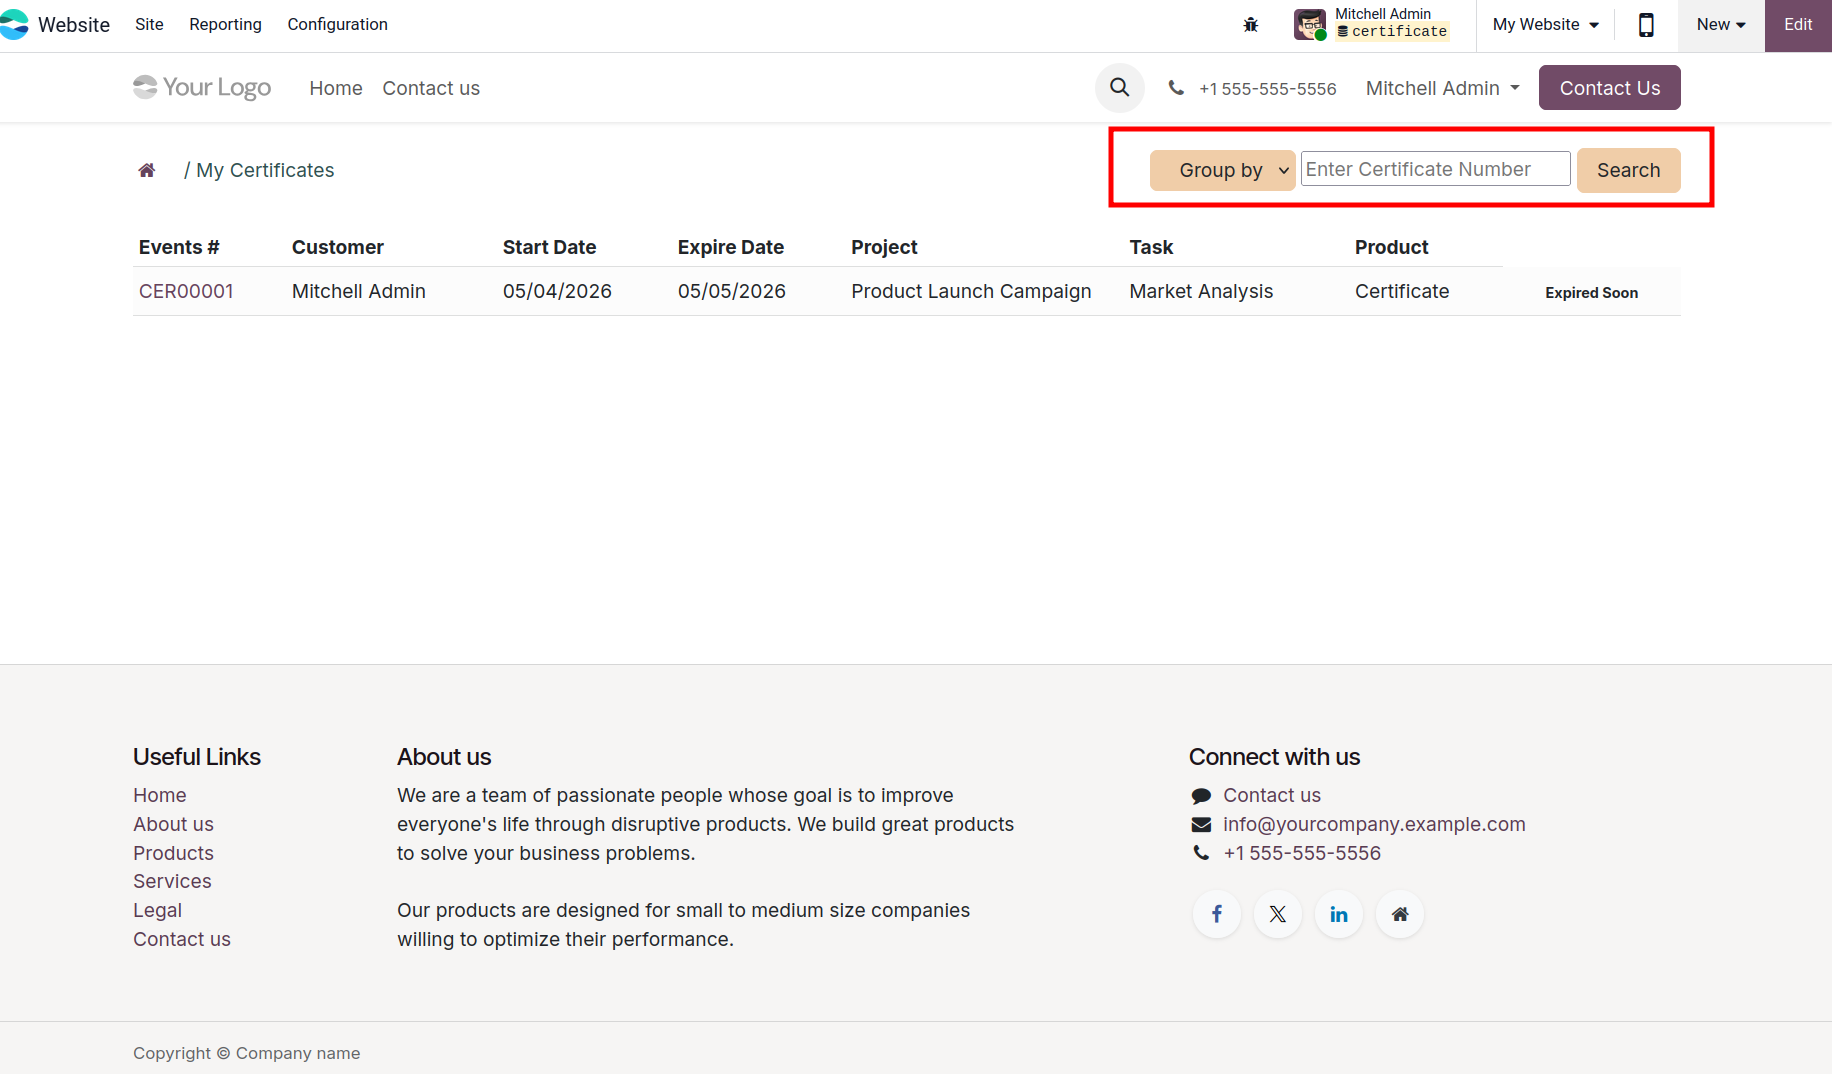 Website Site Reporting Configuration Mitchell Admin certificate My Website New Edit
Your Logo Home Contact us +1 555-555-5556 Mitchell Admin Contact Us
/ My Certificates Group by Enter Certificate Number Search
Events # Customer Start Date Expire Date Project Task Product
CER00001 Mitchell Admin 05/04/2026 05/05/2026 Product Launch Campaign Market Analysis Certificate Expired Soon
Useful Links
Home
About us
Products
Services
Legal
Contact us
About us
We are a team of passionate people whose goal is to improve
everyone's life through disruptive products. We build great products
to solve your business problems.
Our products are designed for small to medium size companies
willing to optimize their performance.
Connect with us
Contact us
info@yourcompany.example.com
+1 555-555-5556
Copyright © Company name